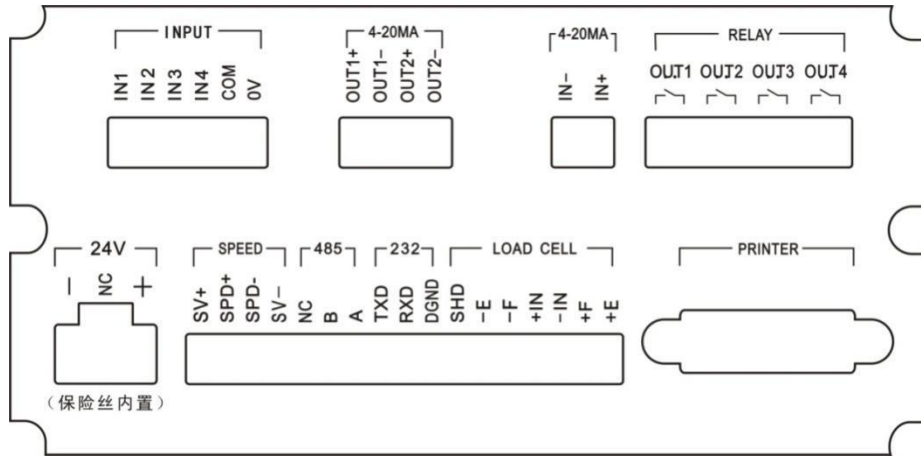 INPUT
4-20MA
4-20MA
RELAY
IN1
IN2
IN3
IN4
COM
0V
OUT1+
OUT1-
OUT2+
OUT2-
IN-
IN+
OUT1 OUT2 OUT3 OUT4
24V
SPEED
485
232
LOAD CELL
PRINTER
- NC +
SV+
SPD+
SPD-
SV-
NC
B
A
TXD
RXD
DGND
SHD
-E
-F
+IN
-IN
+F
+E
（保险丝内置）